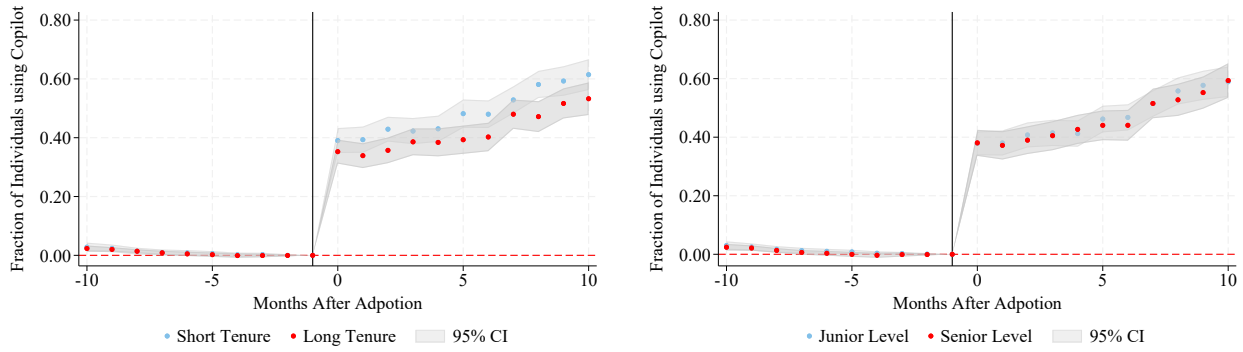 Fraction of Individuals using Copilot
0.80
0.60
0.40
0.20
0.00
-10
-5
0
5
10
Months After Adpotion
Short Tenure
Long Tenure
95% CI
Fraction of Individuals using Copilot
0.80
0.60
0.40
0.20
0.00
-10
-5
0
5
10
Months After Adpotion
Junior Level
Senior Level
95% CI